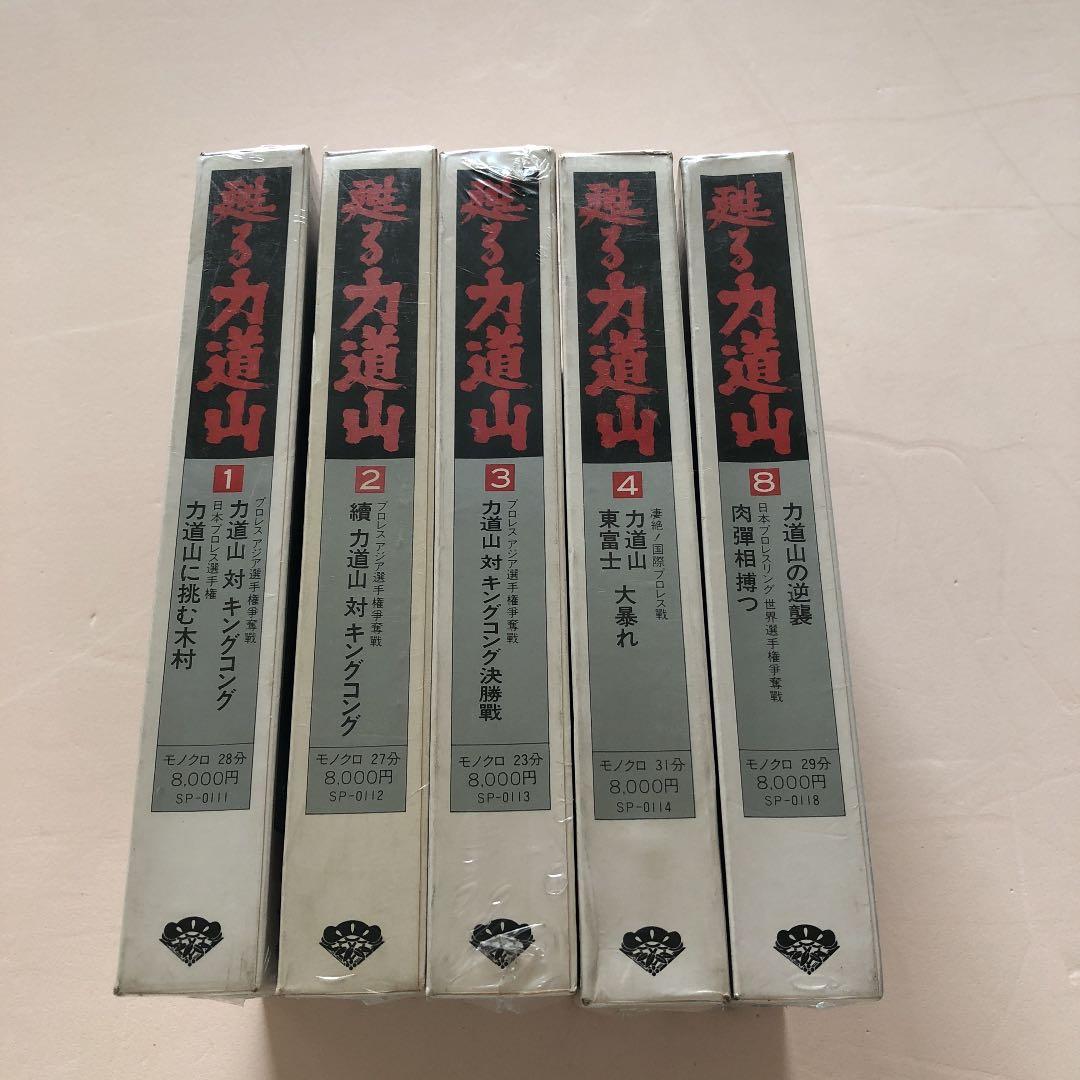 甦る力道山
1
プロレス アジア選手権争奪戦
力道山 対 キングコング
日本プロレス選手権
力道山に挑む木村
モノクロ 28分
8,000円
SP-0111
甦る力道山
2
プロレス アジア選手権争奪戦
續 力道山 対 キングコング
モノクロ 27分
8,000円
SP-0112
甦る力道山
3
プロレス アジア選手権争奪戦
力道山 対 キングコング決勝戰
モノクロ 23分
8,000円
SP-0113
甦る力道山
4
凄絶!国際プロレス戰
力道山 大暴れ
東富士
モノクロ 31分
8,000円
SP-0114
甦る力道山
8
力道山の逆襲
日本プロレスリング 世界選手権争奪戦
肉彈相搏つ
モノクロ 29分
8,000円
SP-0118